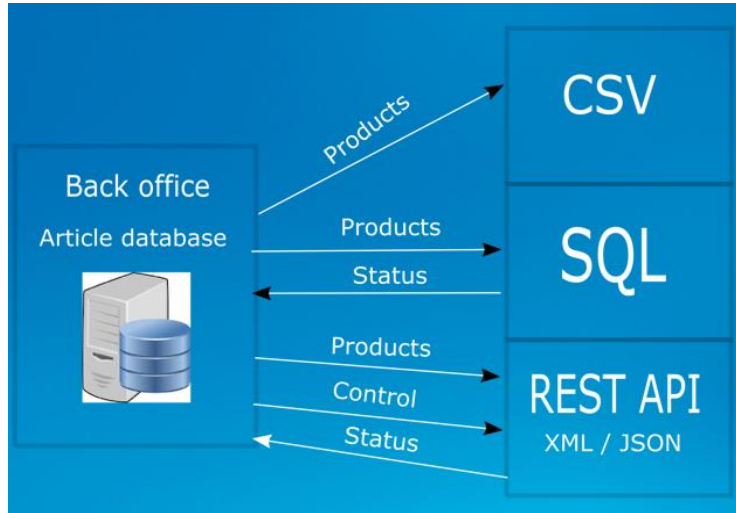 Back office
Article database
Products
CSV
Products
Status
SQL
Products
Control
Status
REST API
XML / JSON